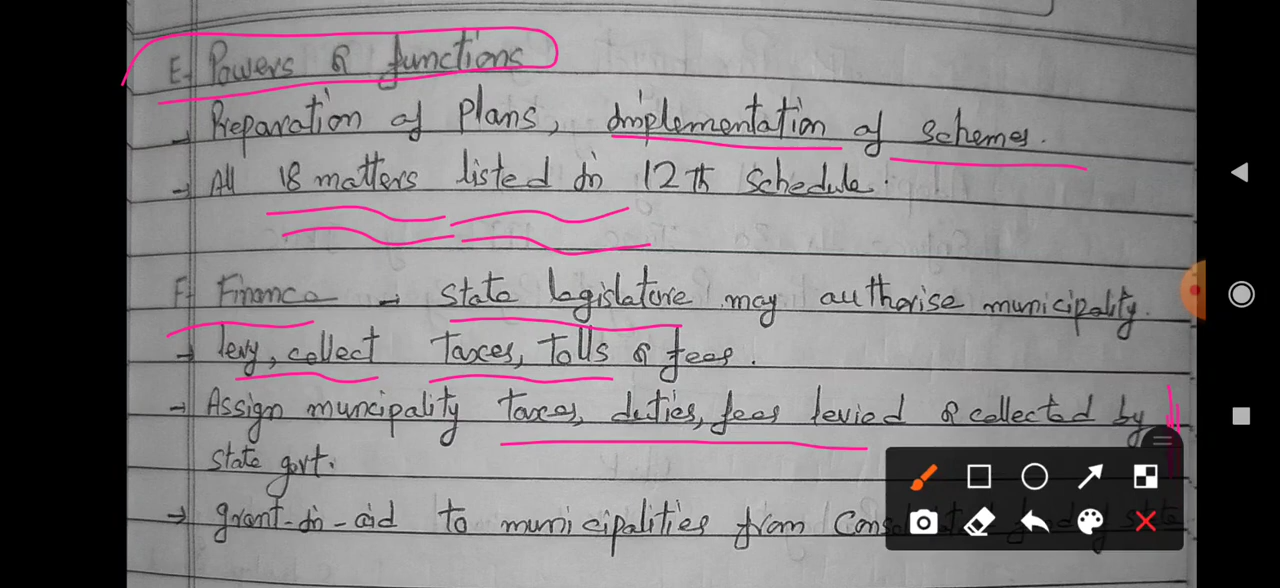 E. Powers & functions
→ Preparation of plans, Implementation of schemes.
→ All 18 matters listed in 12th schedule.
F. Finance → state legislature may authorise municipality.
→ levy, collect taxes, tolls & fees.
→ Assign muncipality taxes, duties, fees levied & collected by
state govt.
→ grant-in-aid to municipalities from